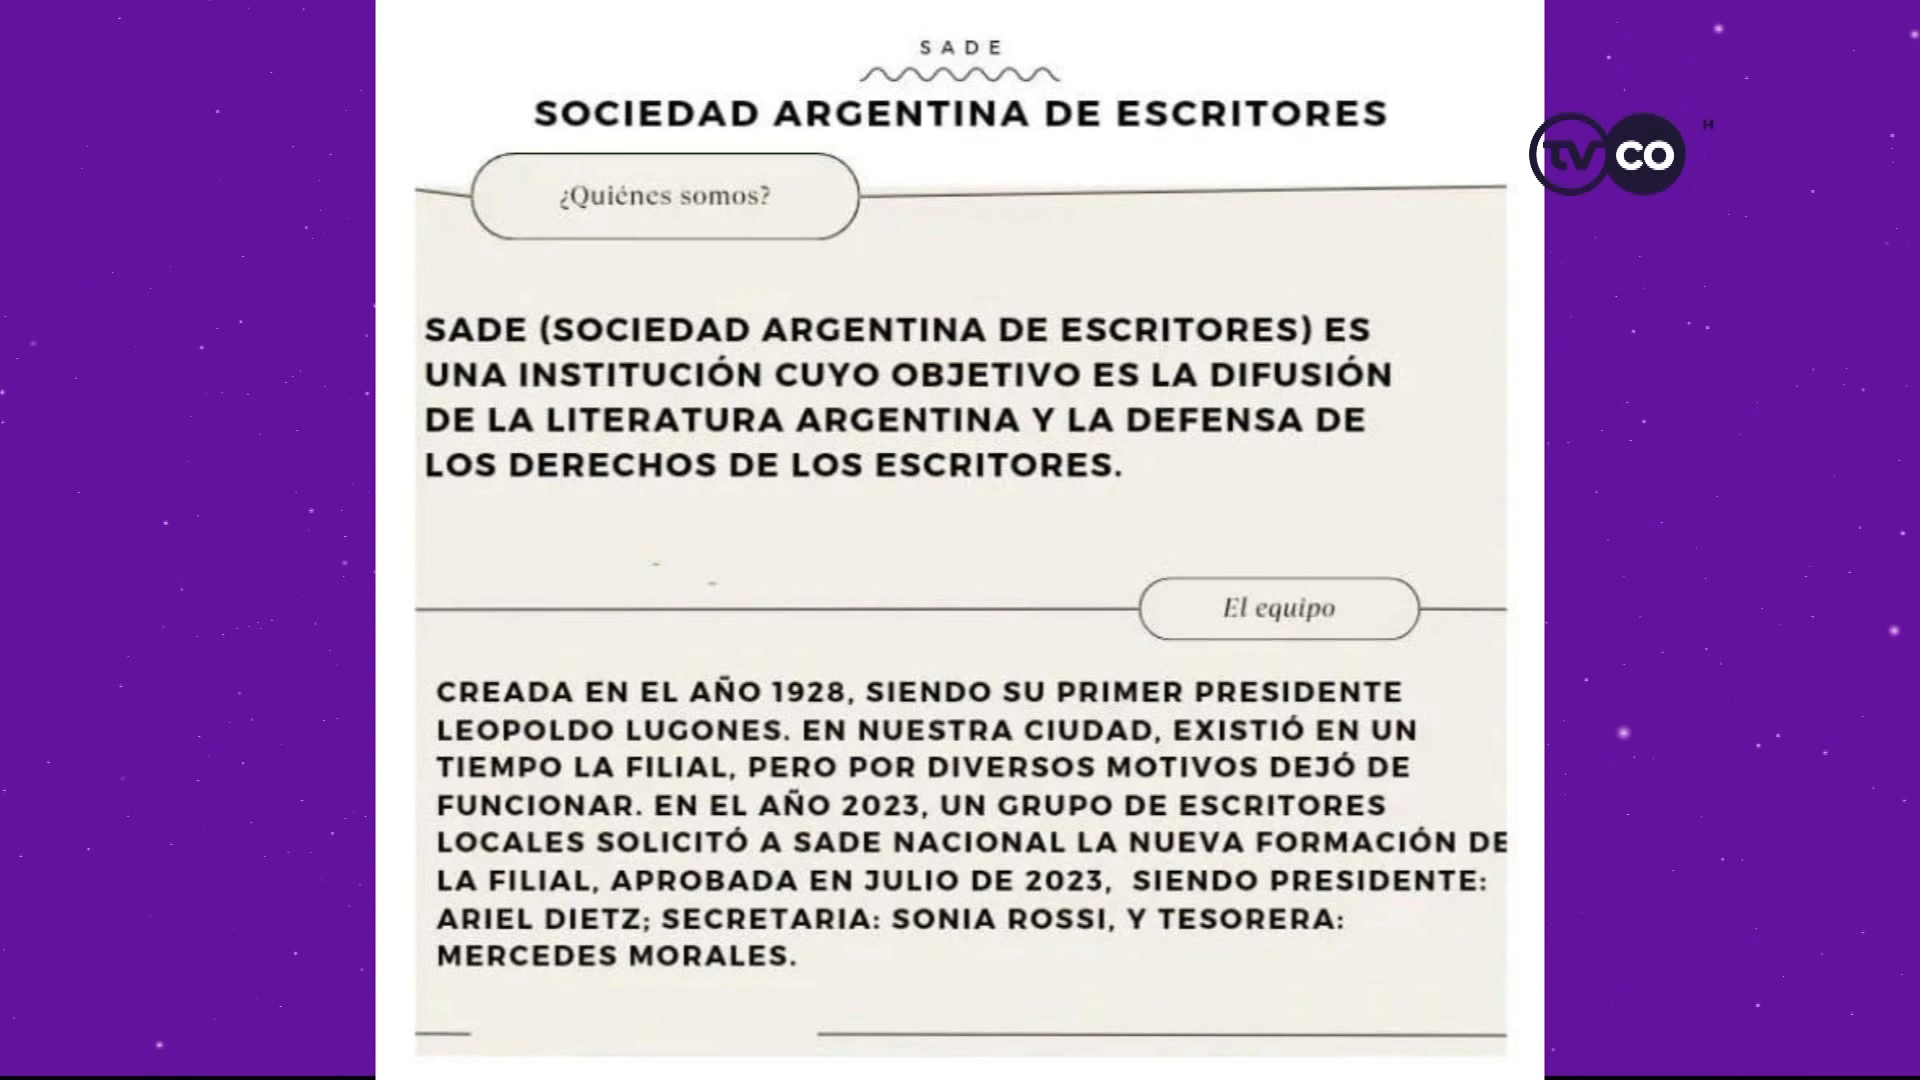 SADE
SOCIEDAD ARGENTINA DE ESCRITORES
TVCO H
¿Quiénes somos?
SADE (SOCIEDAD ARGENTINA DE ESCRITORES) ES
UNA INSTITUCIÓN CUYO OBJETIVO ES LA DIFUSIÓN
DE LA LITERATURA ARGENTINA Y LA DEFENSA DE
LOS DERECHOS DE LOS ESCRITORES.
El equipo
CREADA EN EL AÑO 1928, SIENDO SU PRIMER PRESIDENTE
LEOPOLDO LUGONES. EN NUESTRA CIUDAD, EXISTIÓ EN UN
TIEMPO LA FILIAL, PERO POR DIVERSOS MOTIVOS DEJÓ DE
FUNCIONAR. EN EL AÑO 2023, UN GRUPO DE ESCRITORES
LOCALES SOLICITÓ A SADE NACIONAL LA NUEVA FORMACIÓN DE
LA FILIAL, APROBADA EN JULIO DE 2023, SIENDO PRESIDENTE:
ARIEL DIETZ; SECRETARIA: SONIA ROSSI, Y TESORERA:
MERCEDES MORALES.